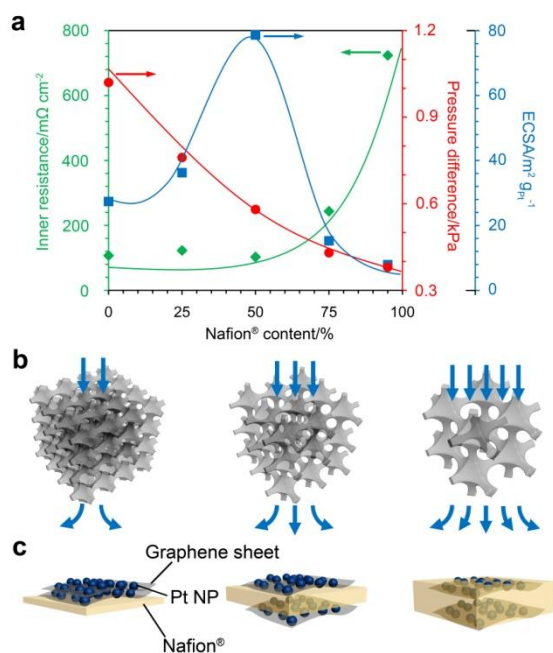 a
800
600
400
200
0
Inner resistance/mΩ cm⁻²
1.2
0.9
0.6
0.3
Pressure difference/kPa
80
60
40
20
0
ECSA/m² gPt⁻¹
0
25
50
75
100
Nafion® content/%
b
c
Graphene sheet
Pt NP
Nafion®